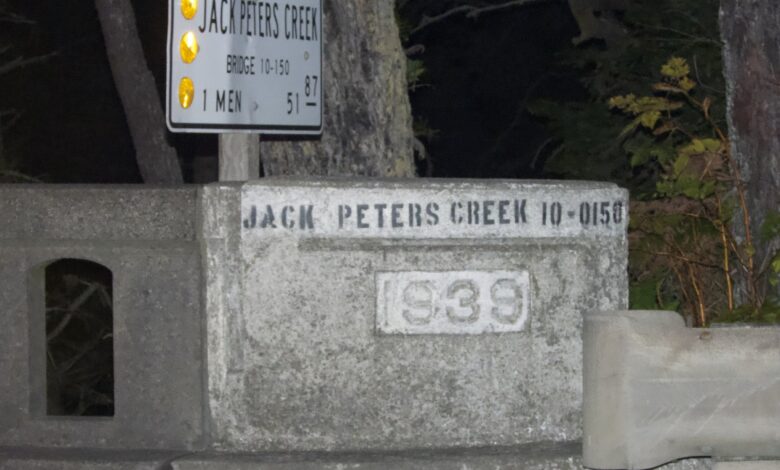 JACK PETERS CREEK
BRIDGE 10-150
1 MEN 51 87
JACK PETERS CREEK 10-0150
1939